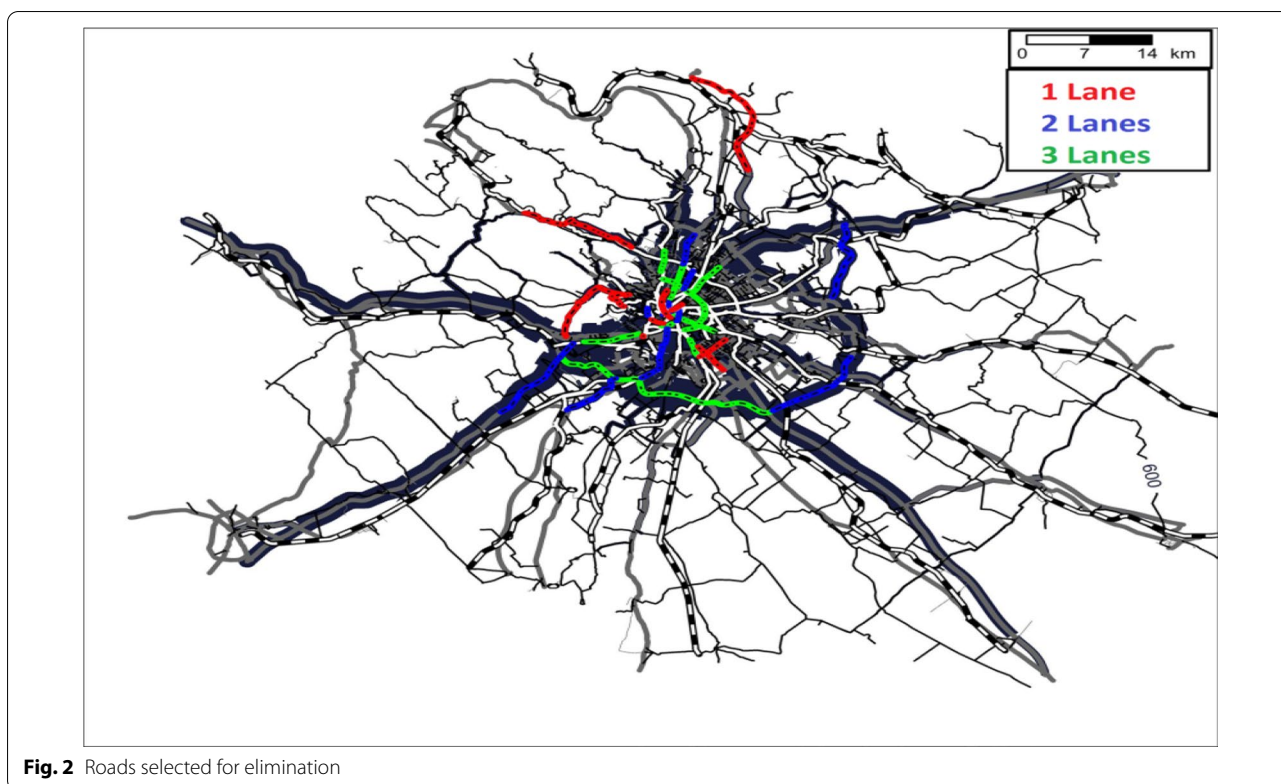 0 7 14 km
1 Lane
2 Lanes
3 Lanes
600
Fig. 2 Roads selected for elimination